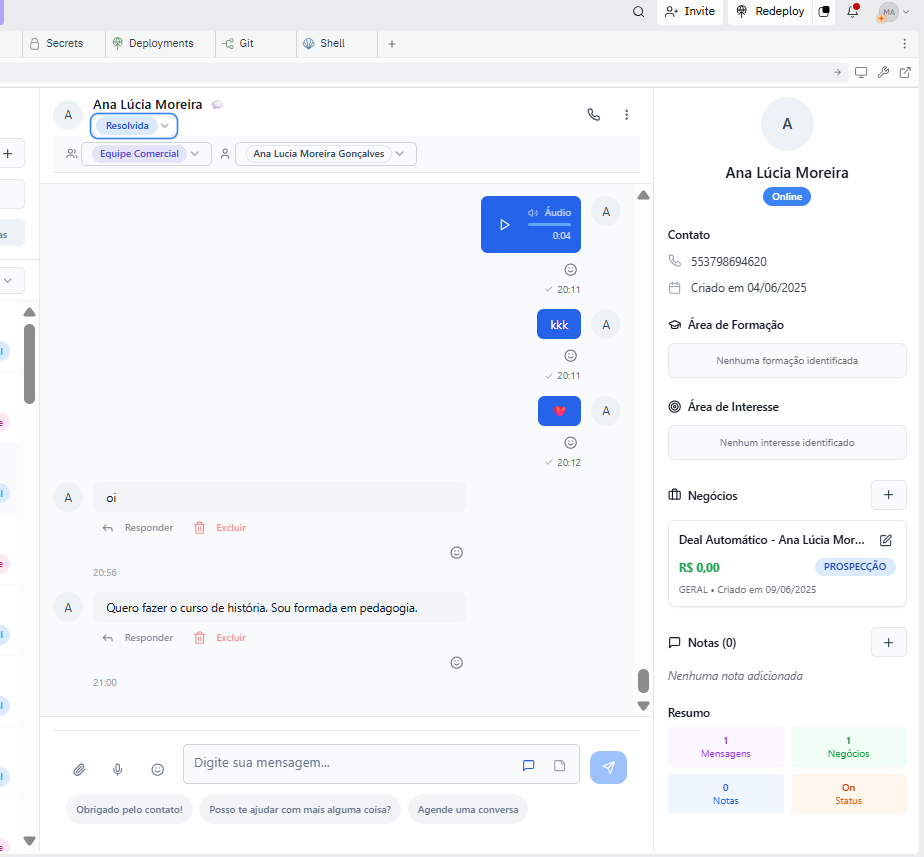 Invite
Redeploy
MA
Secrets
Deployments
Git
Shell
as
A
Ana Lúcia Moreira
Resolvida
Equipe Comercial
Ana Lucia Moreira Gonçalves
Áudio
0:04
A
20:11
kkk
A
20:11
A
20:12
A
oi
Responder
Excluir
20:56
A
Quero fazer o curso de história. Sou formada em pedagogia.
Responder
Excluir
21:00
Digite sua mensagem...
Obrigado pelo contato!
Posso te ajudar com mais alguma coisa?
Agende uma conversa
A
Ana Lúcia Moreira
Online
Contato
553798694620
Criado em 04/06/2025
Área de Formação
Nenhuma formação identificada
Área de Interesse
Nenhum interesse identificado
Negócios
Deal Automático - Ana Lúcia Mor...
R$ 0,00
PROSPECÇÃO
GERAL • Criado em 09/06/2025
Notas (0)
Nenhuma nota adicionada
Resumo
1
Mensagens
1
Negócios
0
Notas
On
Status